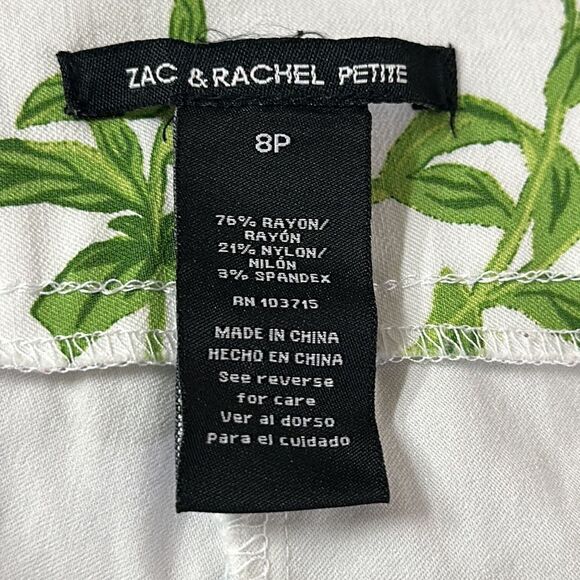 ZAC & RACHEL PETITE
8P
76% RAYON/
RAYÓN
21% NYLON/
NILÓN
3% SPANDEX
RN 103715
MADE IN CHINA
HECHO EN CHINA
See reverse
for care
Ver al dorso
Para el cuidado